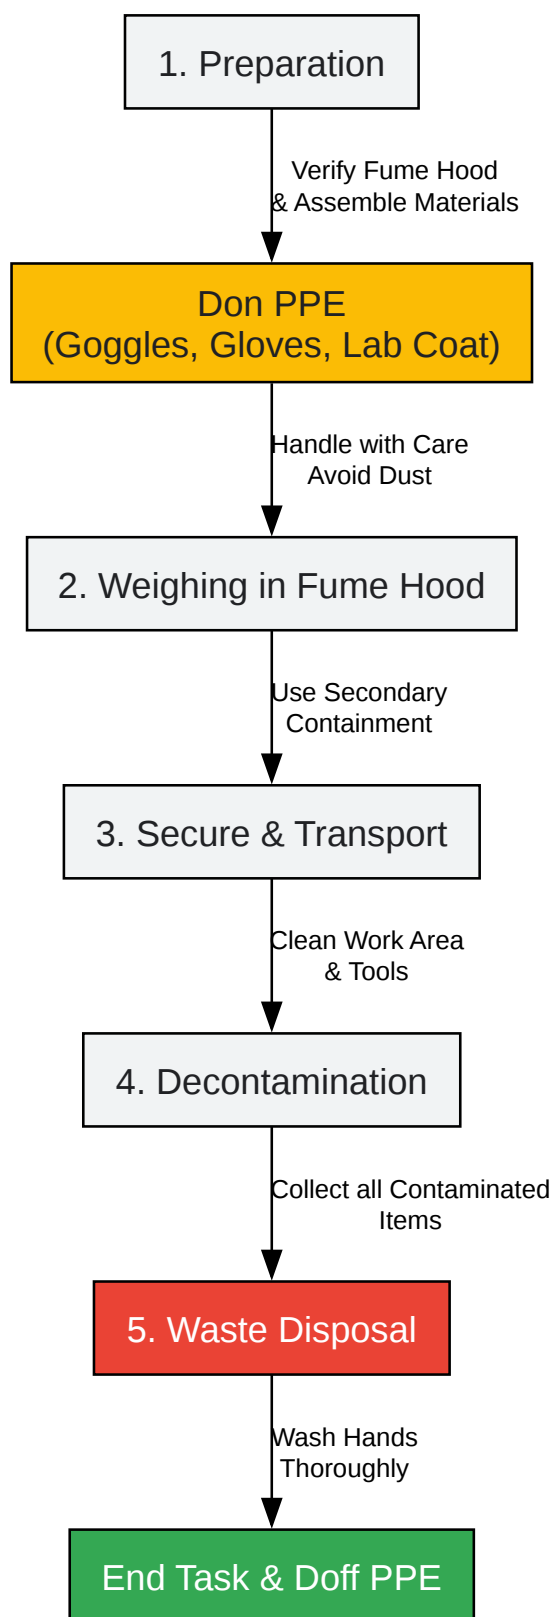 1. Preparation
Verify Fume Hood
& Assemble Materials
Don PPE
(Goggles, Gloves, Lab Coat)
Handle with Care
Avoid Dust
2. Weighing in Fume Hood
Use Secondary
Containment
3. Secure & Transport
Clean Work Area
& Tools
4. Decontamination
Collect all Contaminated
Items
5. Waste Disposal
Wash Hands
Thoroughly
End Task & Doff PPE